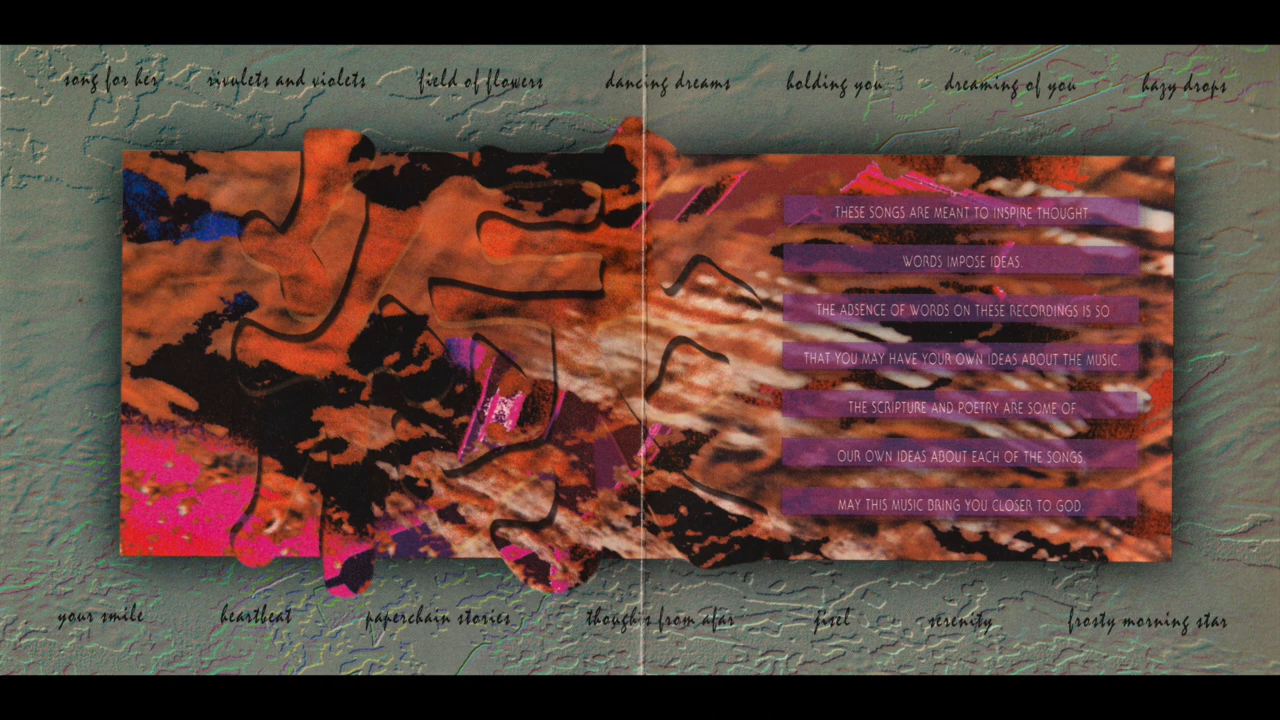 song for her rivulets and violets field of flowers dancing dreams holding you dreaming of you hazy drops
THESE SONGS ARE MEANT TO INSPIRE THOUGHT.
WORDS IMPOSE IDEAS.
THE ABSENCE OF WORDS ON THESE RECORDINGS IS SO
THAT YOU MAY HAVE YOUR OWN IDEAS ABOUT THE MUSIC.
THE SCRIPTURE AND POETRY ARE SOME OF
OUR OWN IDEAS ABOUT EACH OF THE SONGS.
MAY THIS MUSIC BRING YOU CLOSER TO GOD.
your smile heartbeat paperchain stories thoughts from afar fisel serenity frosty morning star